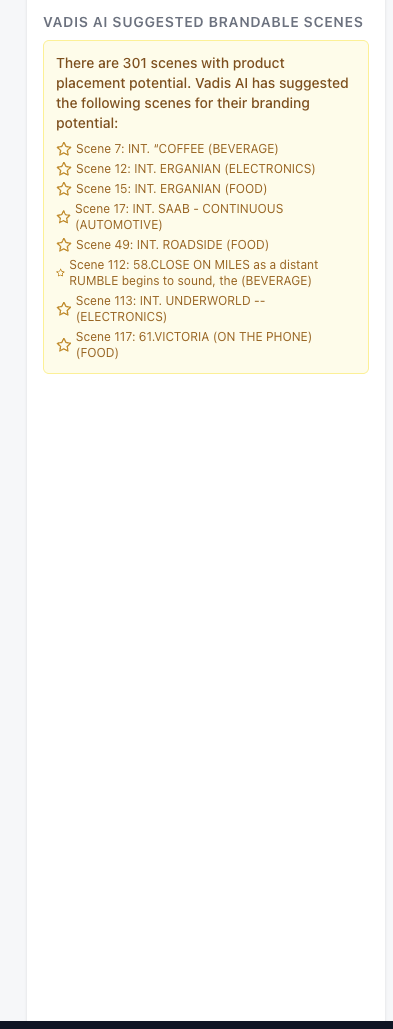 VADIS AI SUGGESTED BRANDABLE SCENES
There are 301 scenes with product
placement potential. Vadis AI has suggested
the following scenes for their branding
potential:
Scene 7: INT. "COFFEE (BEVERAGE)
Scene 12: INT. ERGANIAN (ELECTRONICS)
Scene 15: INT. ERGANIAN (FOOD)
Scene 17: INT. SAAB - CONTINUOUS
(AUTOMOTIVE)
Scene 49: INT. ROADSIDE (FOOD)
Scene 112: 58.CLOSE ON MILES as a distant
RUMBLE begins to sound, the (BEVERAGE)
Scene 113: INT. UNDERWORLD --
(ELECTRONICS)
Scene 117: 61.VICTORIA (ON THE PHONE)
(FOOD)